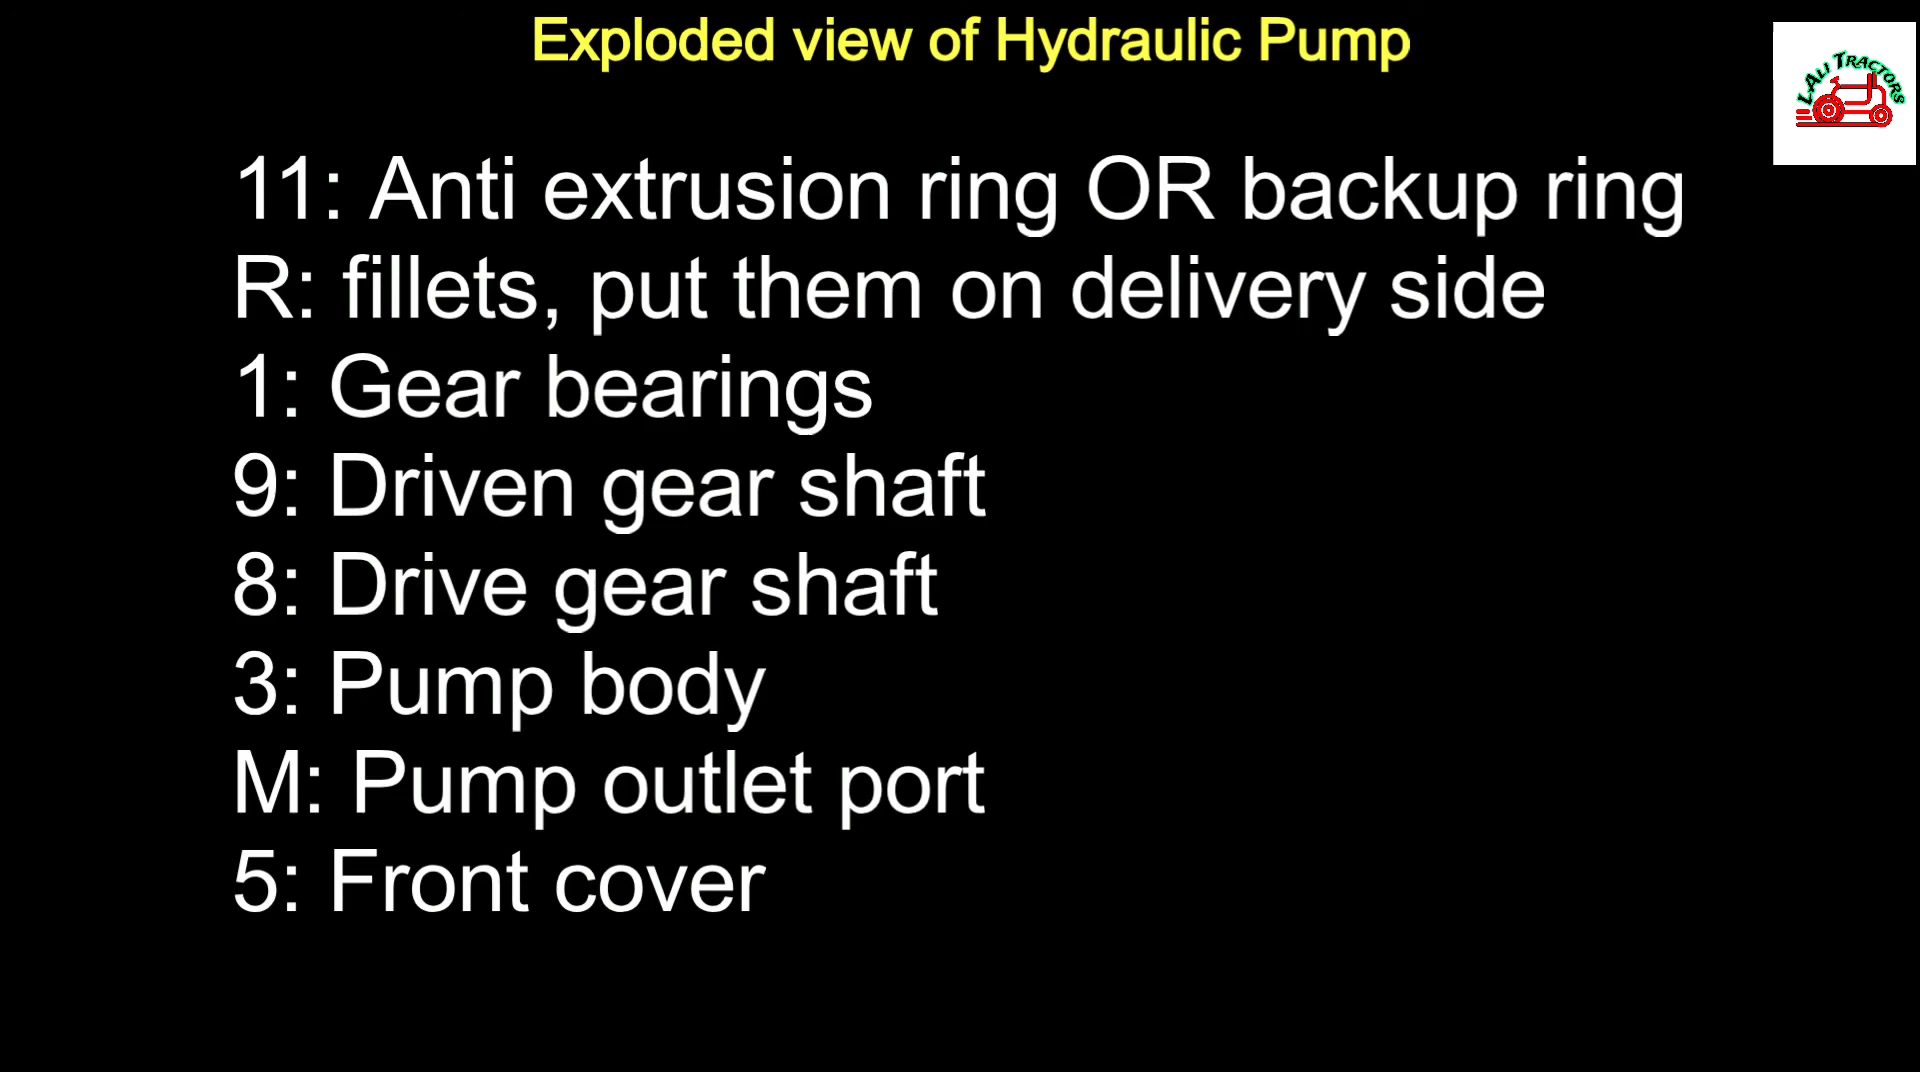 Exploded view of Hydraulic Pump
LALI TRACTORS
11: Anti extrusion ring OR backup ring
R: fillets, put them on delivery side
1: Gear bearings
9: Driven gear shaft
8: Drive gear shaft
3: Pump body
M: Pump outlet port
5: Front cover